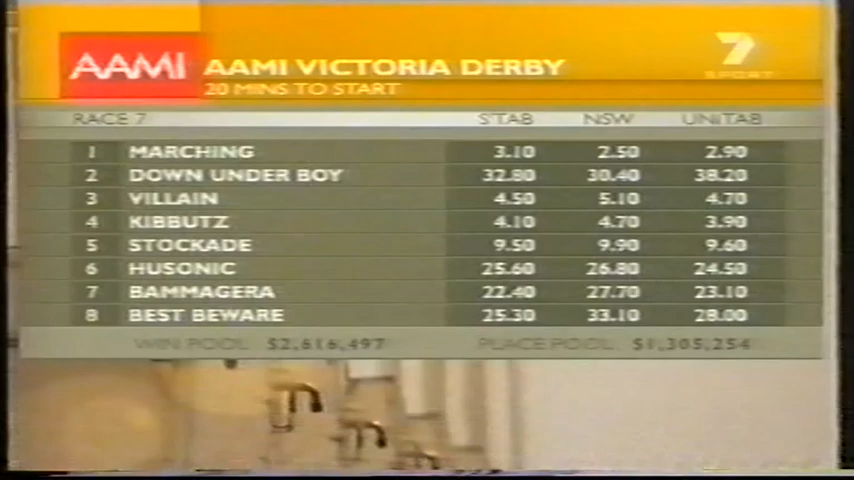 7
SPORT
AAMI AAMI VICTORIA DERBY
20 MINS TO START
RACE 7 S'TAB NSW UNITAB
1 MARCHING 3.10 2.50 2.90
2 DOWN UNDER BOY 32.80 30.40 38.20
3 VILLAIN 4.50 5.10 4.70
4 KIBBUTZ 4.10 4.70 3.90
5 STOCKADE 9.50 9.90 9.60
6 HUSONIC 25.60 26.80 24.50
7 BAMMAGERA 22.40 27.70 23.10
8 BEST BEWARE 25.30 33.10 28.00
WIN POOL $2,616,497 PLACE POOL $1,305,254